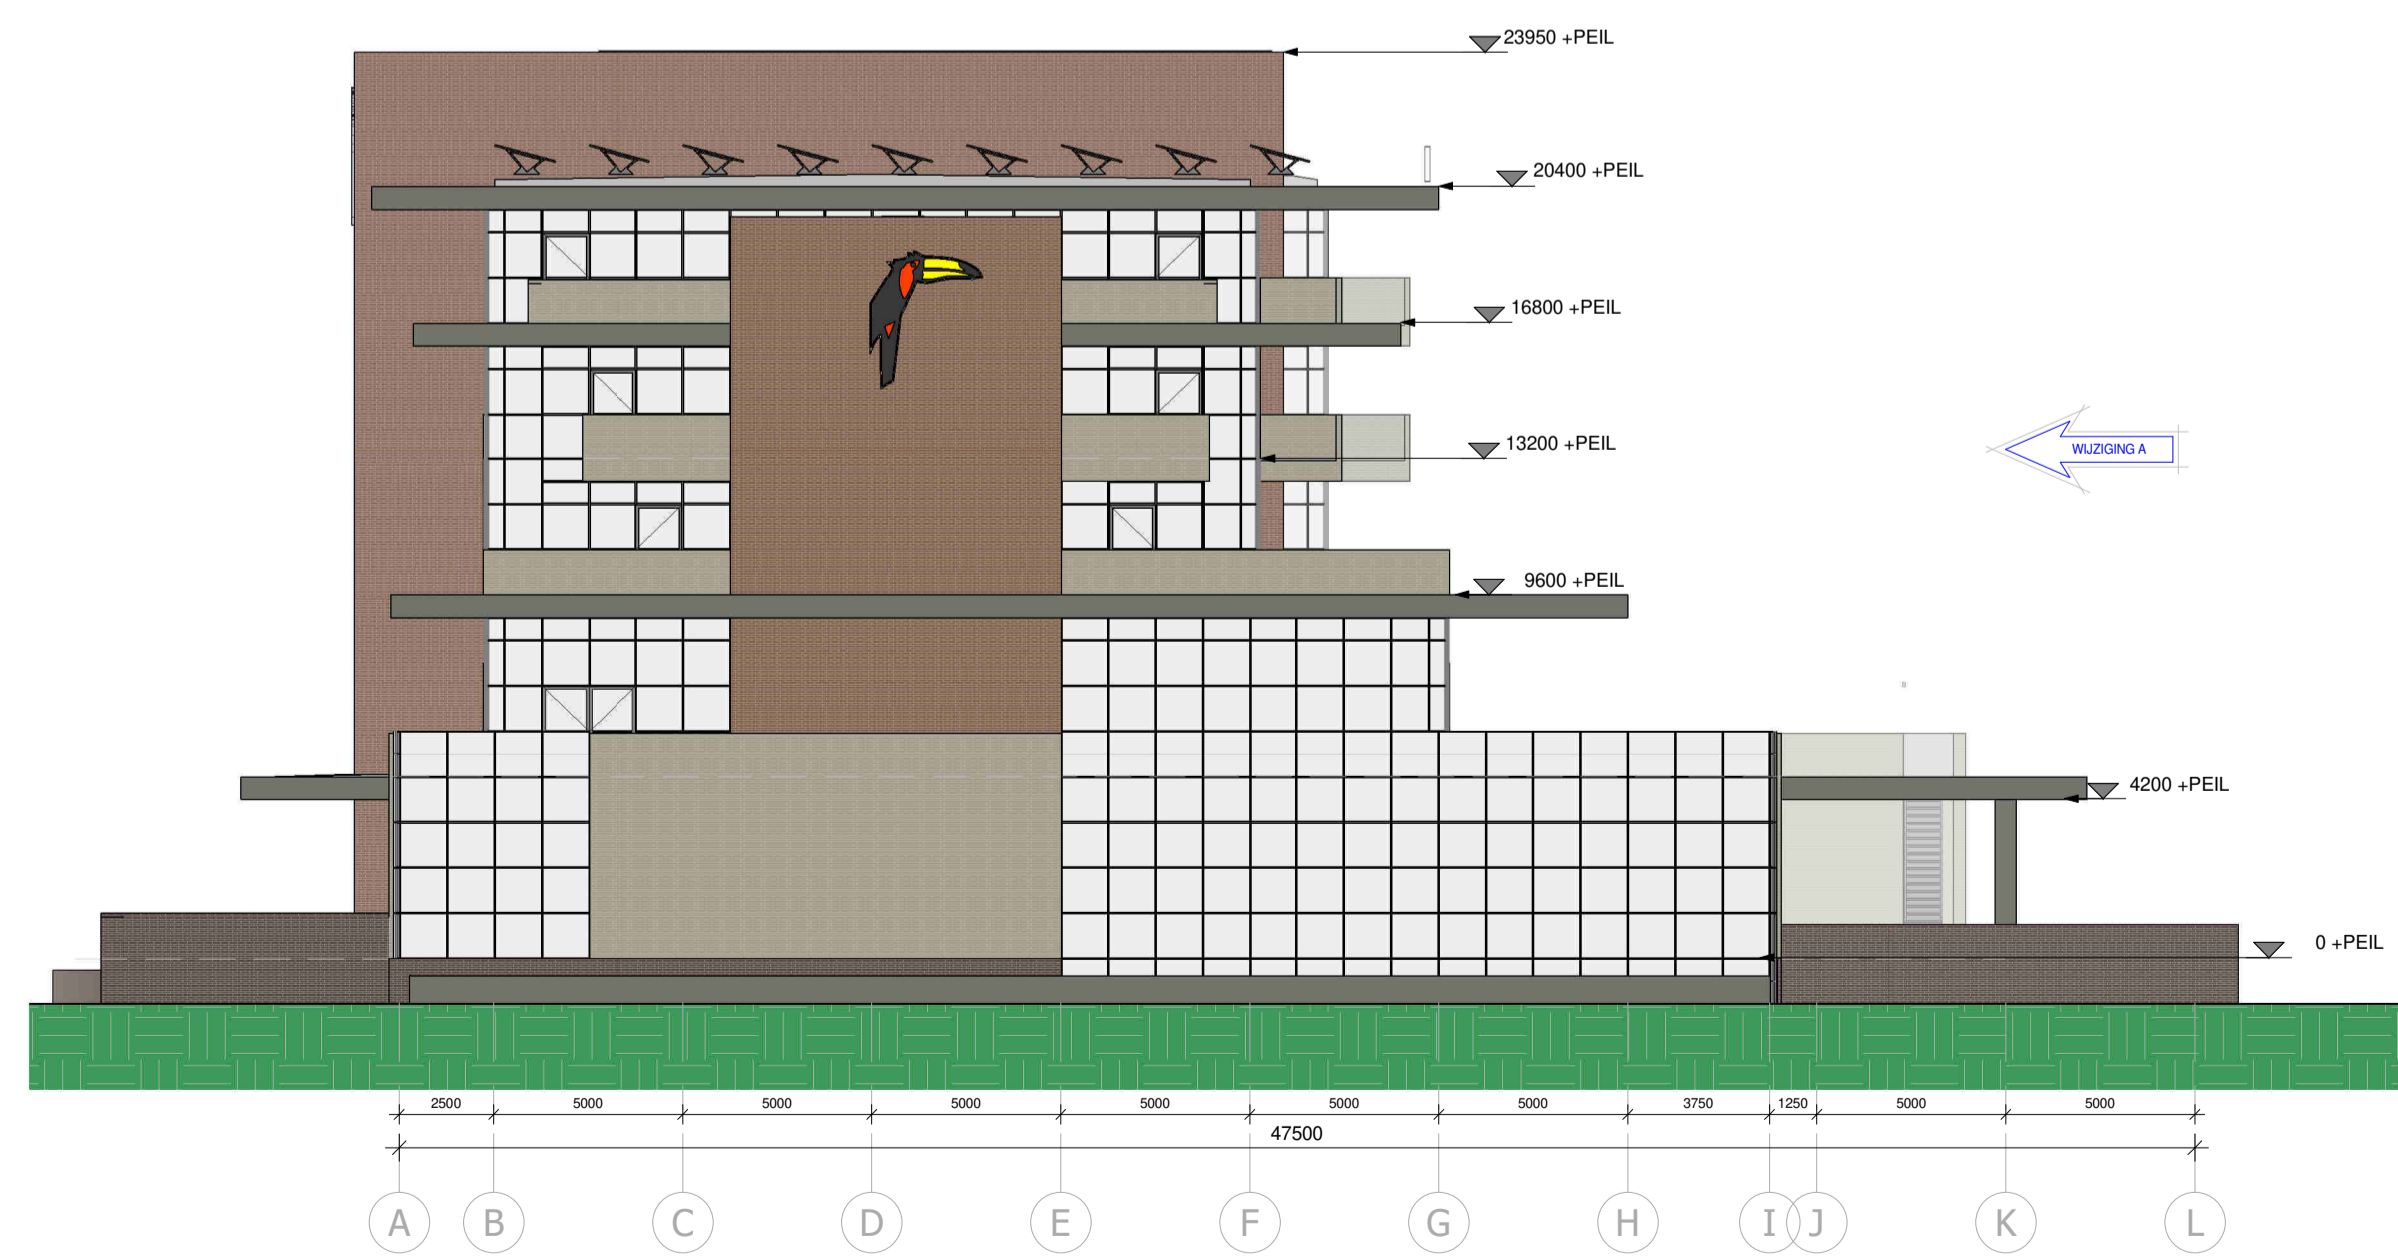 23950 +PEIL
20400 +PEIL
16800 +PEIL
13200 +PEIL
WIJZIGING A
9600 +PEIL
4200 +PEIL
0 +PEIL
2500 5000 5000 5000 5000 5000 5000 3750 1250 5000 5000
47500
A B C D E F G H I J K L